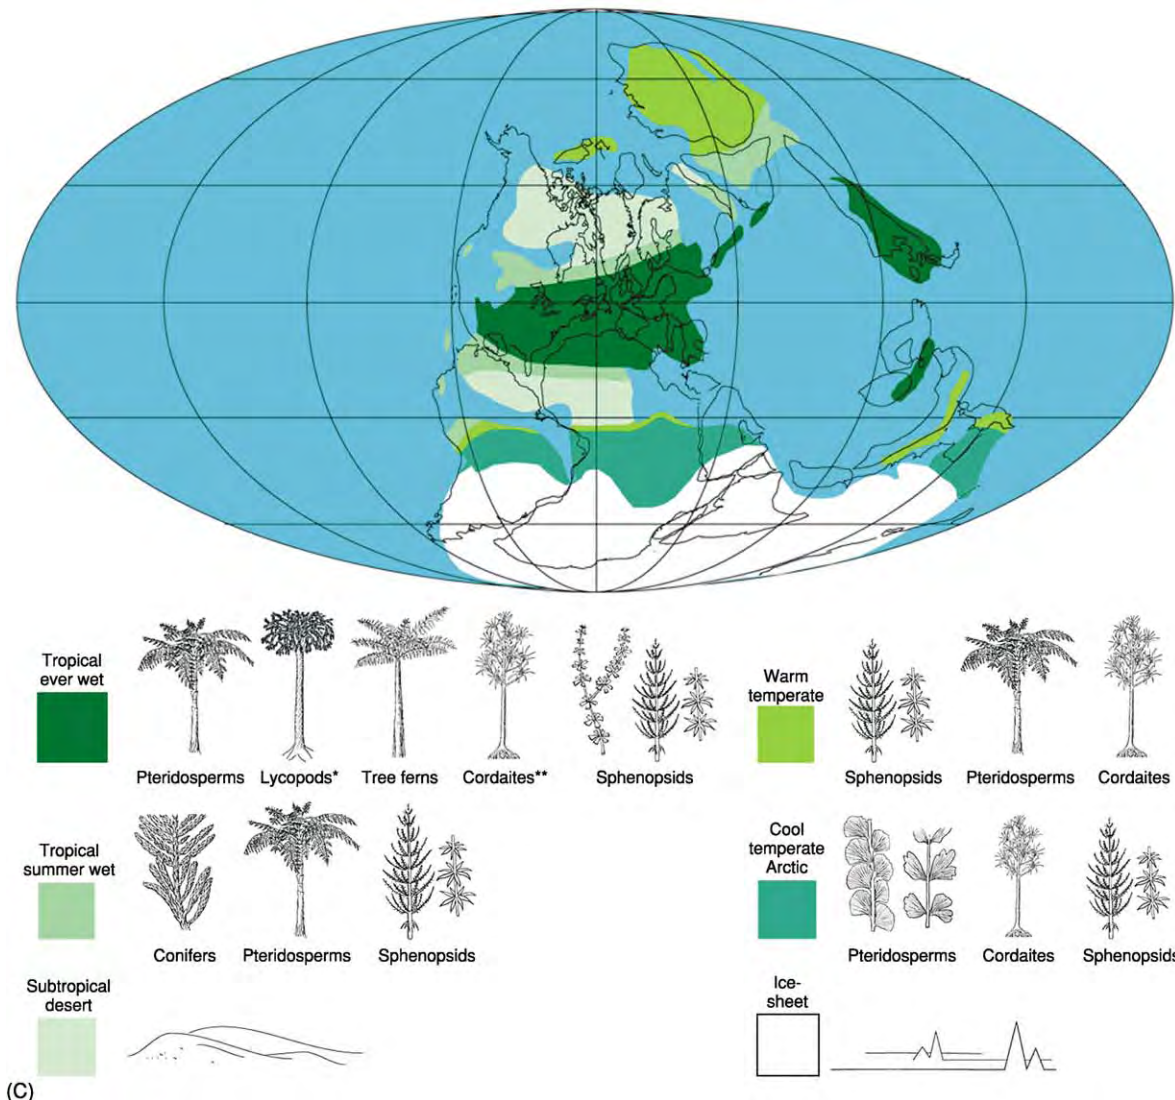 Tropical
ever wet
Pteridosperms
Lycopods*
Tree ferns
Cordaites**
Sphenopsids
Warm
temperate
Sphenopsids
Pteridosperms
Cordaites
Tropical
summer wet
Conifers
Pteridosperms
Sphenopsids
Cool
temperate
Arctic
Pteridosperms
Cordaites
Sphenopsids
Subtropical
desert
Ice-
sheet
(C)